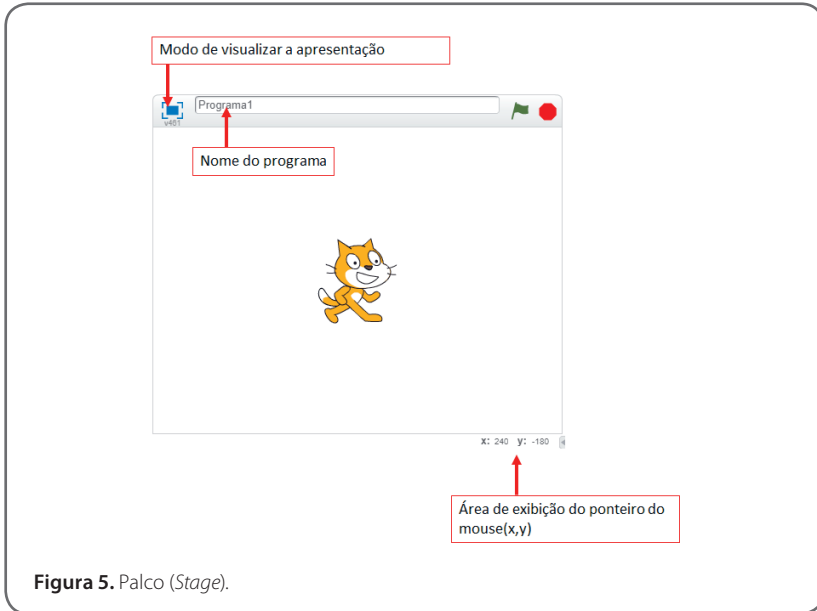 Modo de visualizar a apresentação
Programa1
v461
Nome do programa
x: 240 y: -180
Área de exibição do ponteiro do
mouse(x,y)
Figura 5. Palco (Stage).